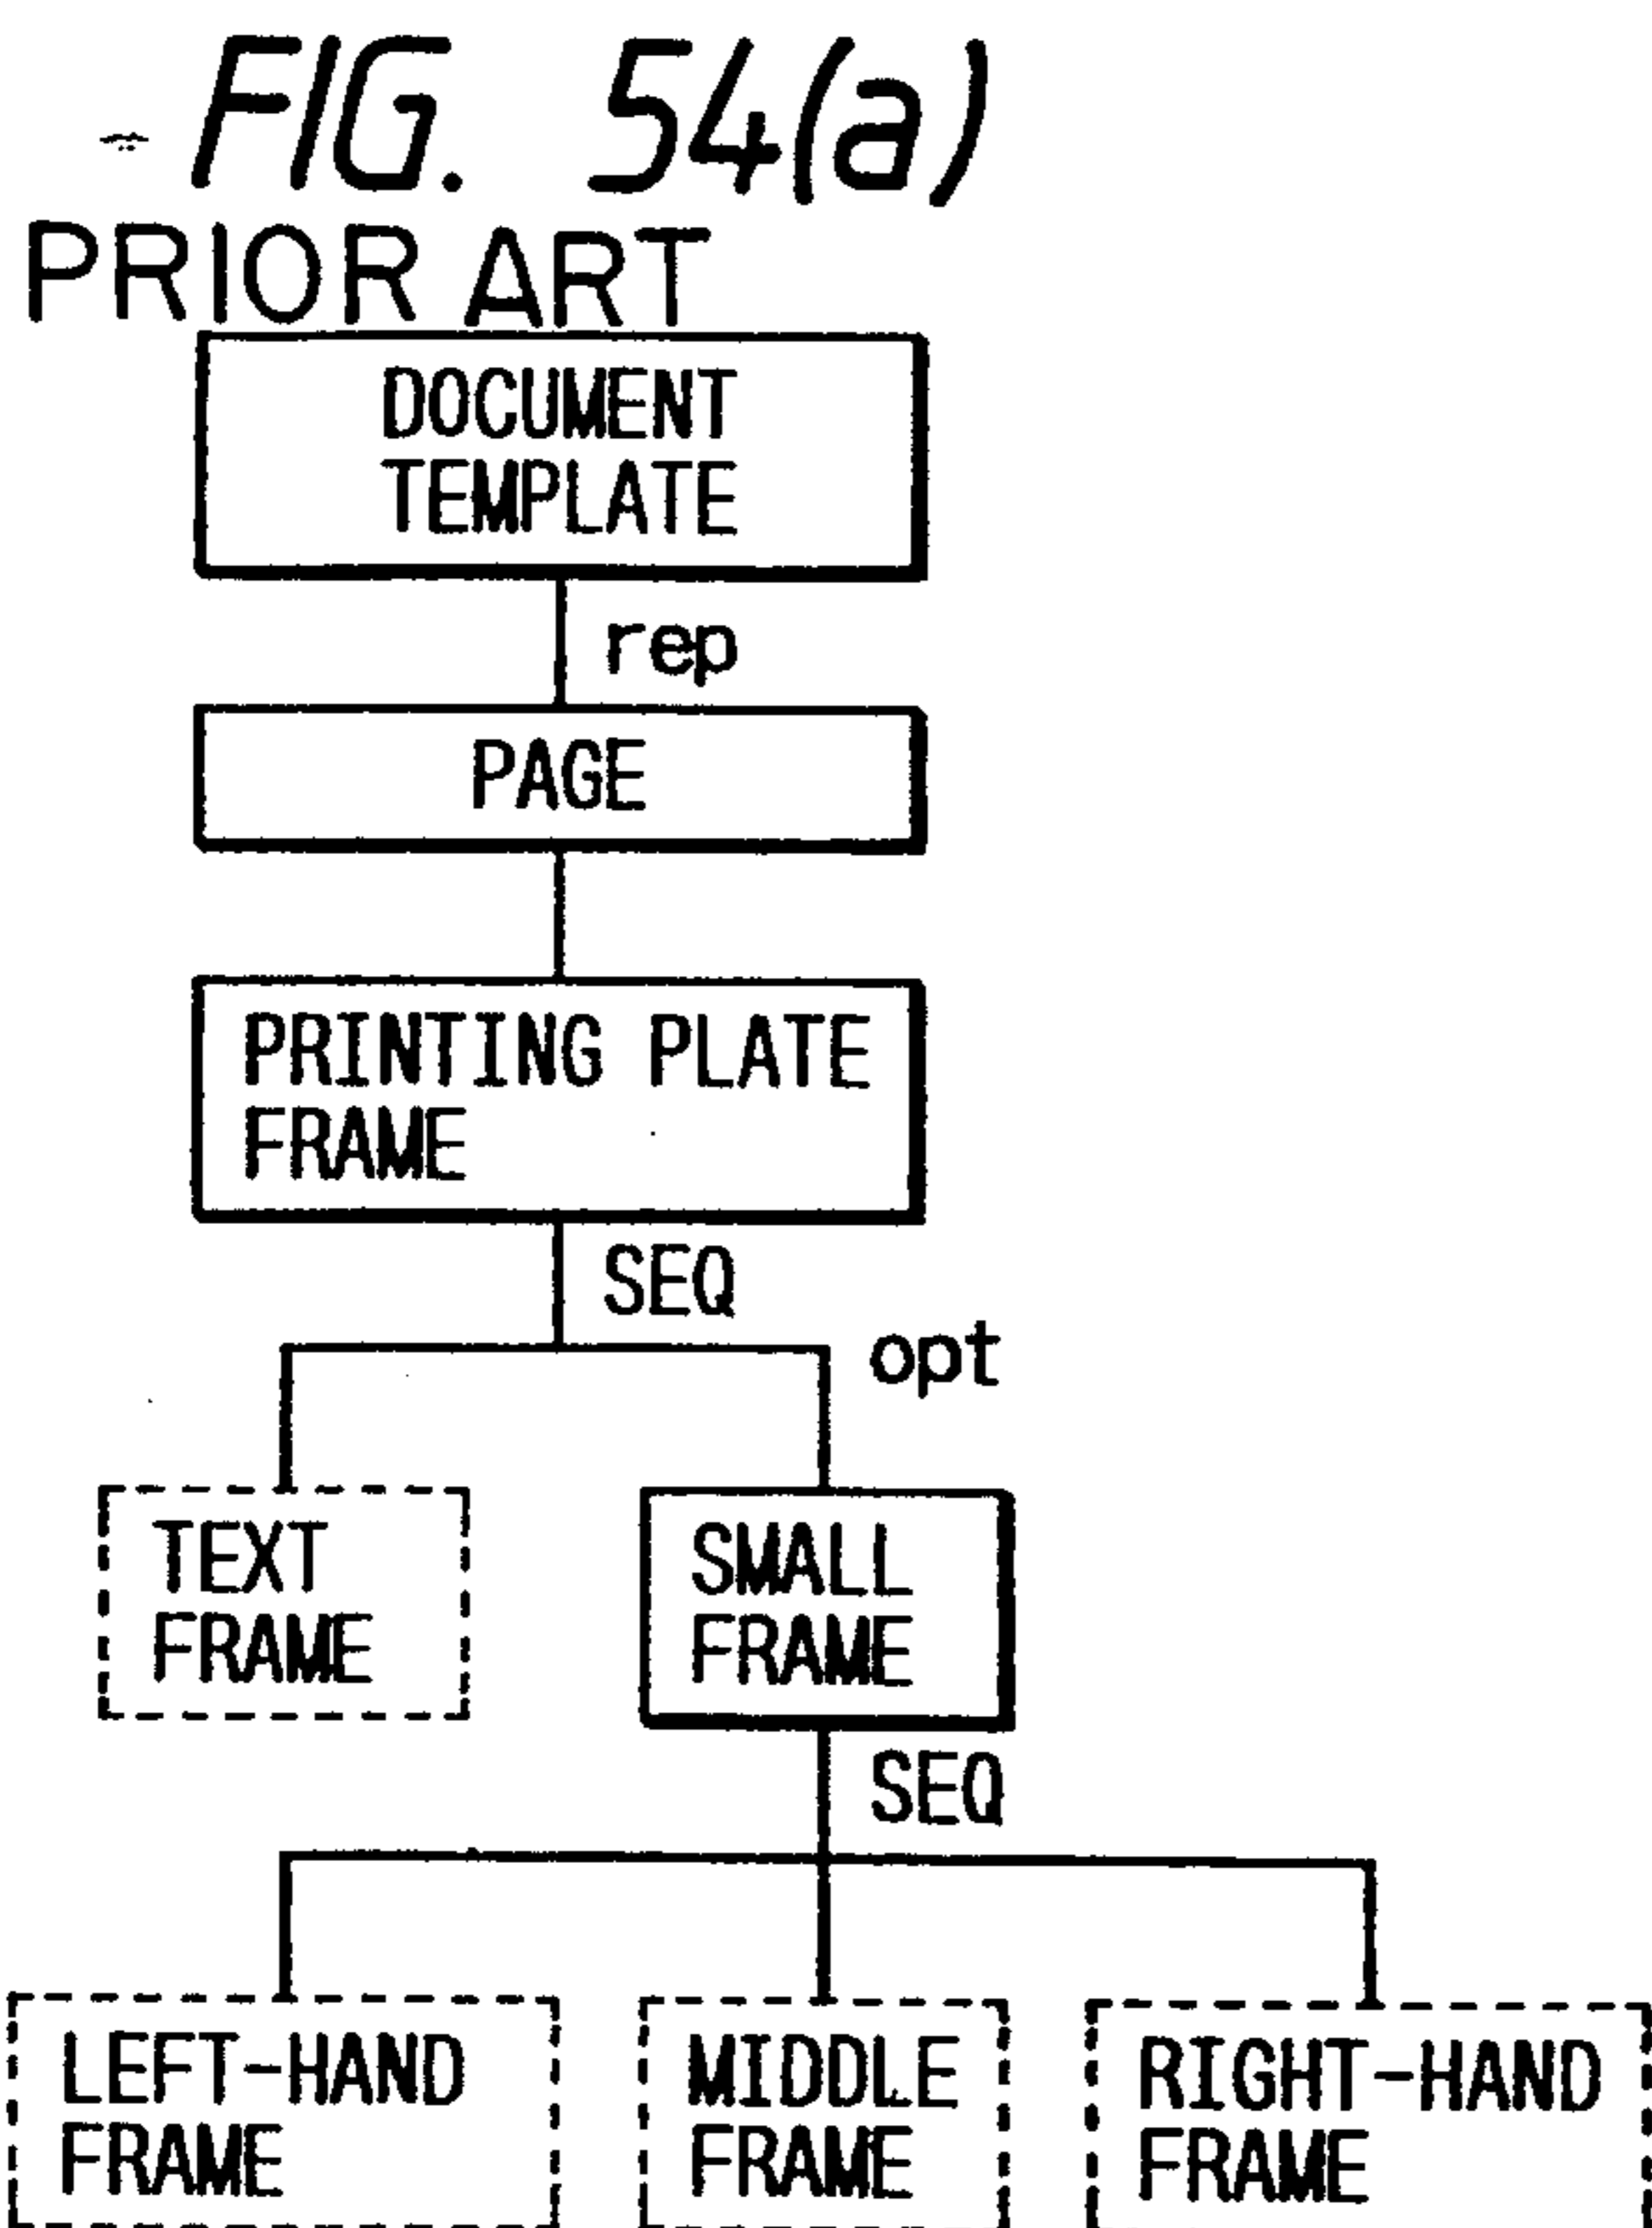 FIG. 54(a)
PRIOR ART
DOCUMENT
TEMPLATE
rep
PAGE
PRINTING PLATE
FRAME
SEQ
opt
TEXT
FRAME
SMALL
FRAME
SEQ
LEFT-HAND
FRAME
MIDDLE
FRAME
RIGHT-HAND
FRAME